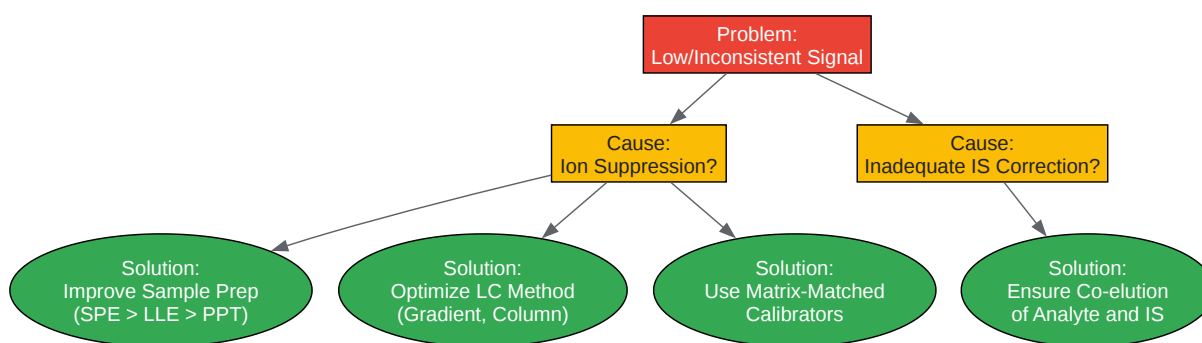 Problem:
Low/Inconsistent Signal
Cause:
Ion Suppression?
Cause:
Inadequate IS Correction?
Solution:
Improve Sample Prep
(SPE > LLE > PPT)
Solution:
Optimize LC Method
(Gradient, Column)
Solution:
Use Matrix-Matched
Calibrators
Solution:
Ensure Co-elution
of Analyte and IS